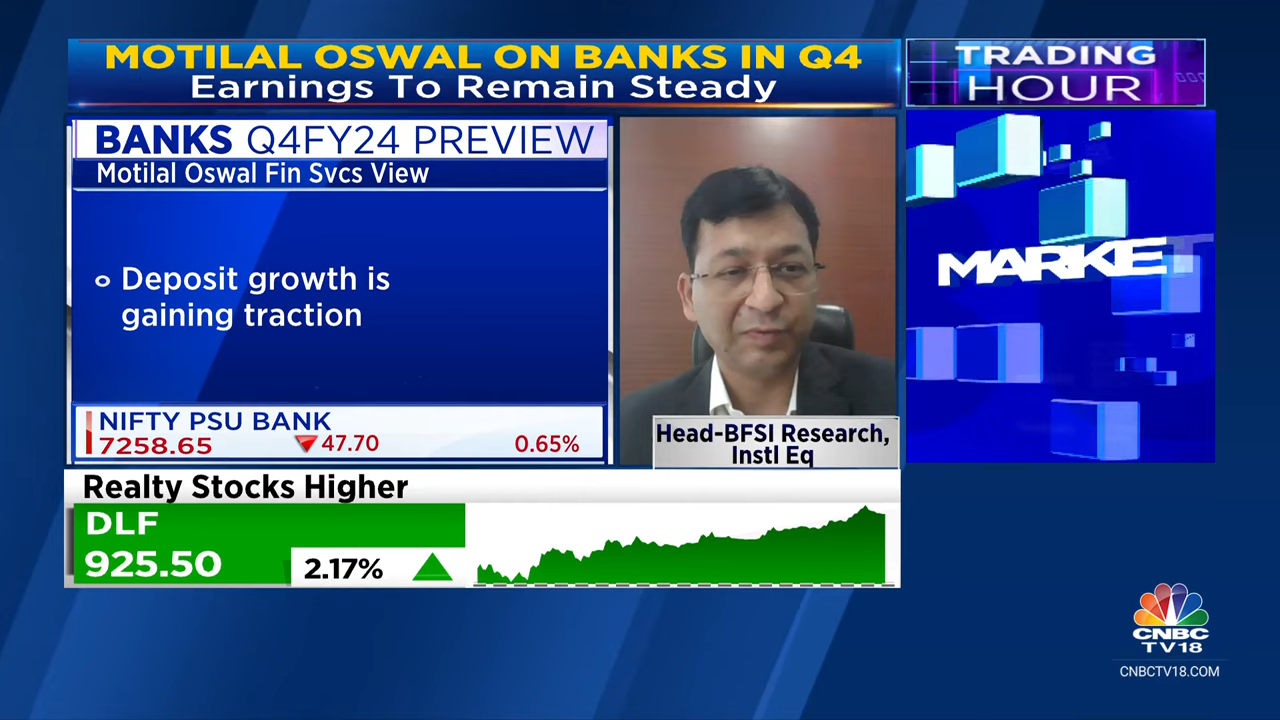 MOTILAL OSWAL ON BANKS IN Q4
Earnings To Remain Steady
TRADING
HOUR
BANKS Q4FY24 PREVIEW
Motilal Oswal Fin Svcs View
Deposit growth is
gaining traction
MARKET
NIFTY PSU BANK
7258.65 47.70 0.65%
Head-BFSI Research,
Instl Eq
Realty Stocks Higher
DLF
925.50 2.17%
CNBC
TV18
CNBCTV18.COM